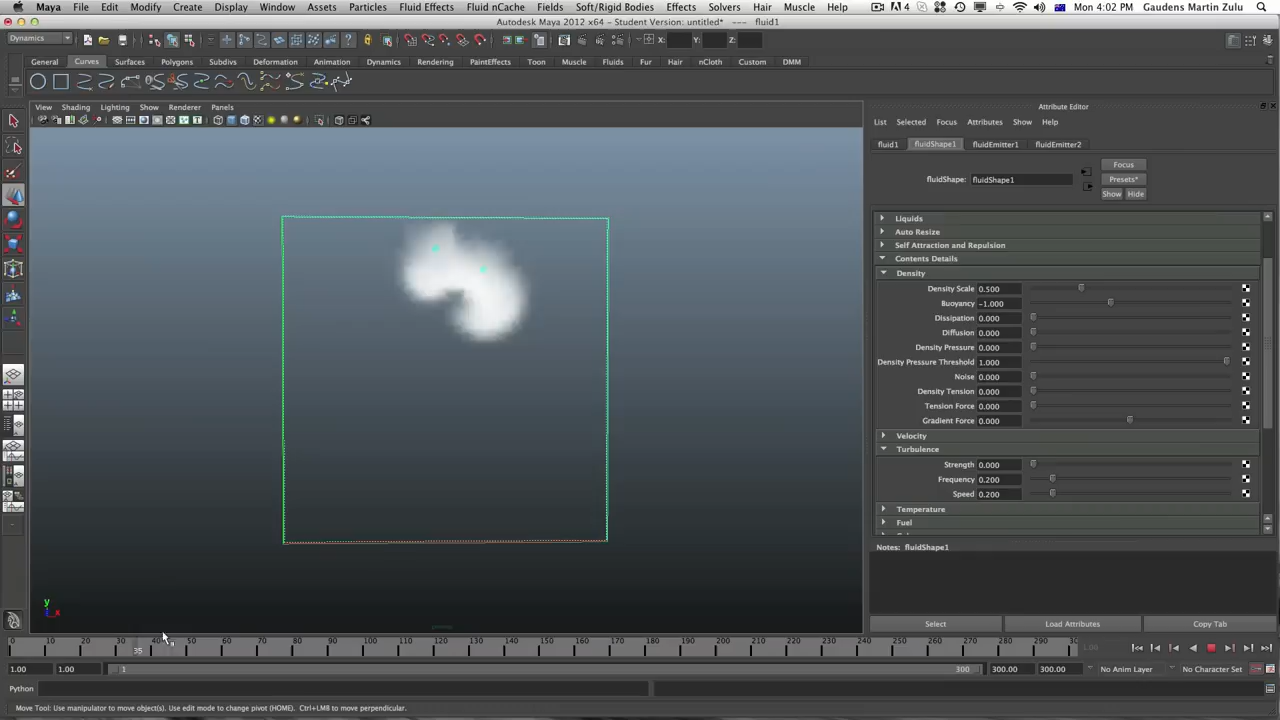 Maya File Edit Modify Create Display Window Assets Particles Fluid Effects Fluid nCache Fields Soft/Rigid Bodies Effects Solvers Hair Muscle Help Mon 4:02 PM Gaudens Martin Zulu
Autodesk Maya 2012 x64 - Student Version: untitled* --- fluid1
Dynamics X: Y: Z:
General Curves Surfaces Polygons Subdivs Deformation Animation Dynamics Rendering PaintEffects Toon Muscle Fluids Fur Hair nCloth Custom DMM
View Shading Lighting Show Renderer Panels
Attribute Editor
List Selected Focus Attributes Show Help
fluid1 fluidShape1 fluidEmitter1 fluidEmitter2
Focus
fluidShape: fluidShape1 Presets*
Show Hide
Liquids
Auto Resize
Self Attraction and Repulsion
Contents Details
Density
Density Scale 0.500
Buoyancy -1.000
Dissipation 0.000
Diffusion 0.000
Density Pressure 0.000
Density Pressure Threshold 1.000
Noise 0.000
Density Tension 0.000
Tension Force 0.000
Gradient Force 0.000
Velocity
Turbulence
Strength 0.000
Frequency 0.200
Speed 0.200
Temperature
Fuel
Notes: fluidShape1
y
x
Select Load Attributes Copy Tab
0 10 20 30 40 50 60 70 80 90 100 110 120 130 140 150 160 170 180 190 200 210 220 230 240 250 260 270 280 290
35 1.00
1.00 1.00 1 300 300.00 300.00 No Anim Layer No Character Set
Python
Move Tool: Use manipulator to move object(s). Use edit mode to change pivot (HOME). Ctrl+LMB to move perpendicular.